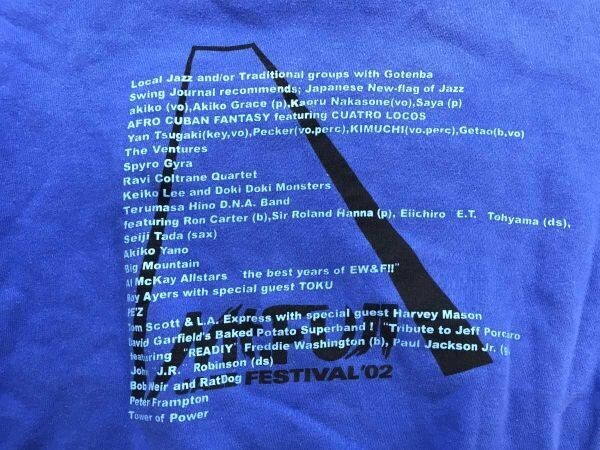 Local Jazz and/or Traditional groups with Gotenba
Swing Journal recommends; Japanese New-flag of Jazz
akiko (vo),Akiko Grace (p),Kaoru Nakasone(vo),Saya (p)
AFRO CUBAN FANTASY featuring CUATRO LOCOS
Yan Tsugaki(key,vo),Pecker(vo.perc),KIMUCHI(vo.perc),Getao(b,vo)
The Ventures
Spyro Gyra
Ravi Coltrane Quartet
Keiko Lee and Doki Doki Monsters
Terumasa Hino D.N.A. Band
featuring Ron Carter (b),Sir Roland Hanna (p), Eiichiro E.T. Tohyama (ds),
Seiji Tada (sax)
Akiko Yano
Big Mountain
Al McKay Allstars ¨the best years of EW&F!!"
Roy Ayers with special guest TOKU
PE'Z
Tom Scott & L.A. Express with special guest Harvey Mason
David Garfield's Baked Potato Superband ! "Tribute to Jeff Porcaro
featuring "READIY" Freddie Washington (b), Paul Jackson Jr. (g
John "J.R." Robinson (ds)
Bob Weir and RatDog
FESTIVAL'02
Peter Frampton
Tower of Power